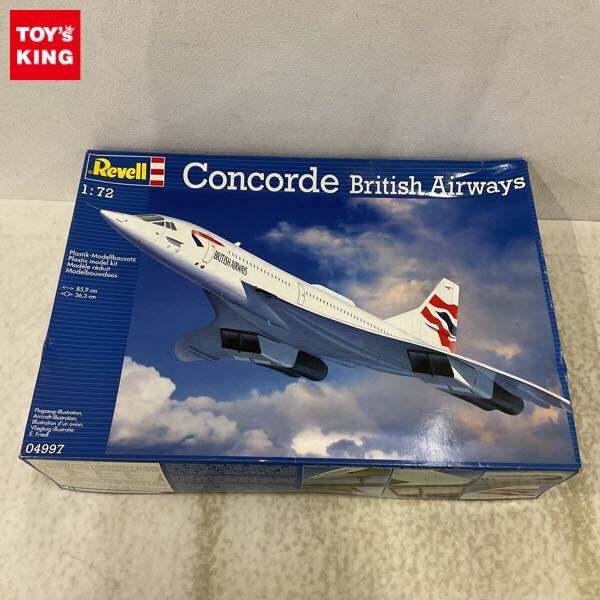 TOY'S
KING
Revell
1:72
Concorde British Airways
Plastik-Modellbausatz
Plastic model kit
Modèle réduit
Modelbouwdoos
85,9 cm
36,3 cm
BRITISH AIRWAYS
Flugzeug-Illustration,
Aircraft-illustration,
Illustration d'un avion,
Vliegtuig-illustratie:
E. Friedl
04997